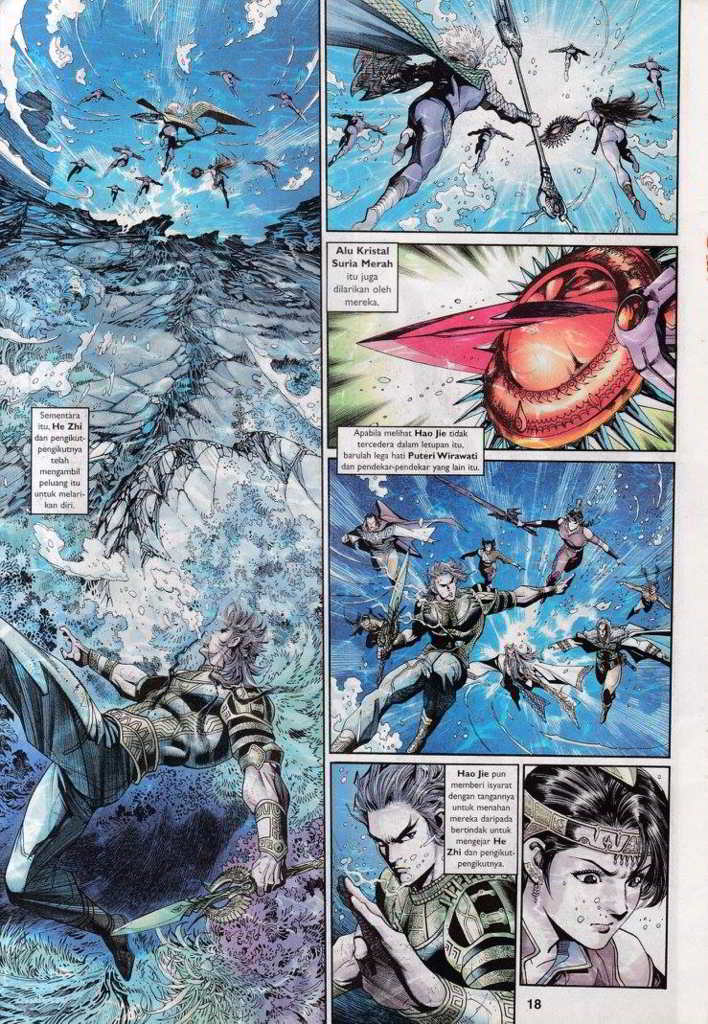 Sementara
itu, He Zhi
dan pengikut-
pengikutnya
telah
mengambil
peluang itu
untuk melari-
kan diri.
Alu Kristal
Suria Merah
itu juga
dilarikan oleh
mereka.
Apabila melihat Hao Jie tidak
tercedera dalam letupan itu,
barulah lega hati Puteri Wirawati
dan pendekar-pendekar yang lain itu.
Hao Jie pun
memberi isyarat
dengan tangannya
untuk menahan
mereka daripada
bertindak untuk
mengejar He
Zhi dan pengikut-
pengikutnya.
18